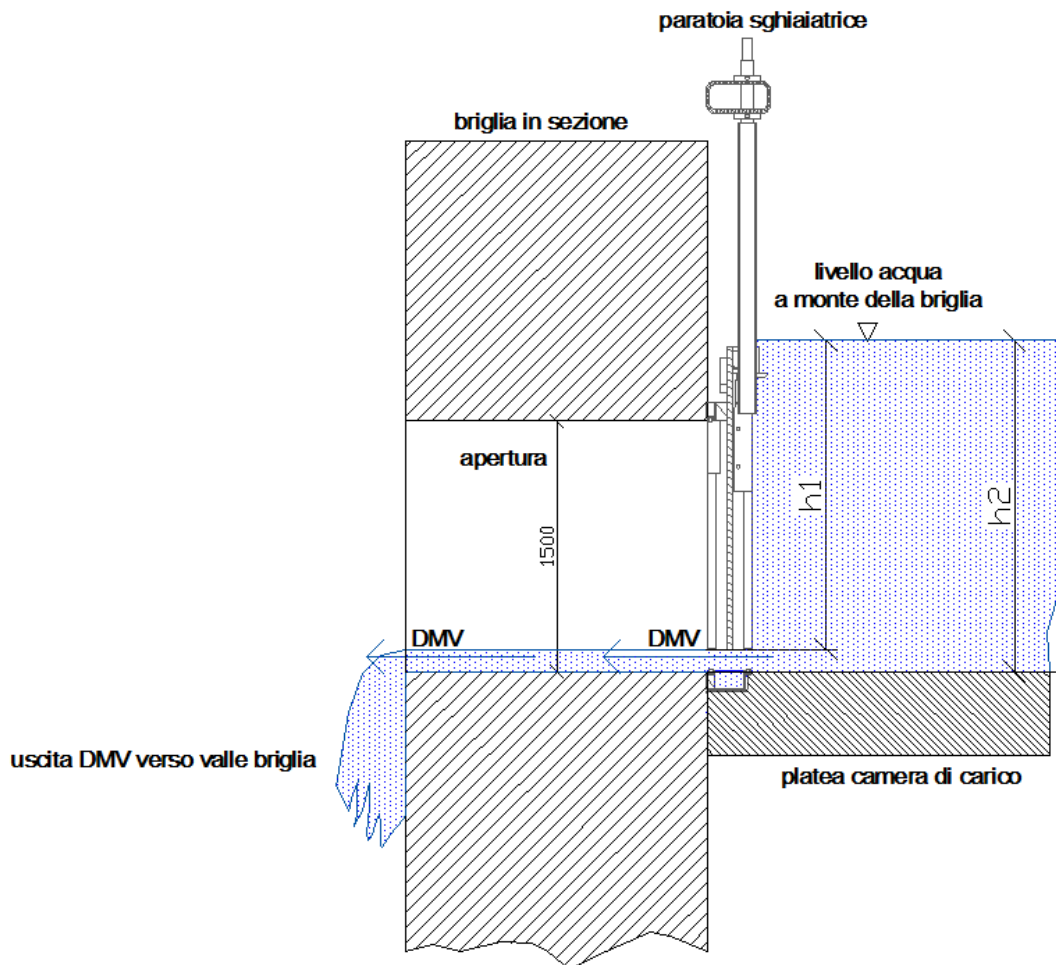 paratoia sghiaiatrice
briglia in sezione
livello acqua
a monte della briglia
apertura
1500
h1
h2
DMV
DMV
uscita DMV verso valle briglia
platea camera di carico